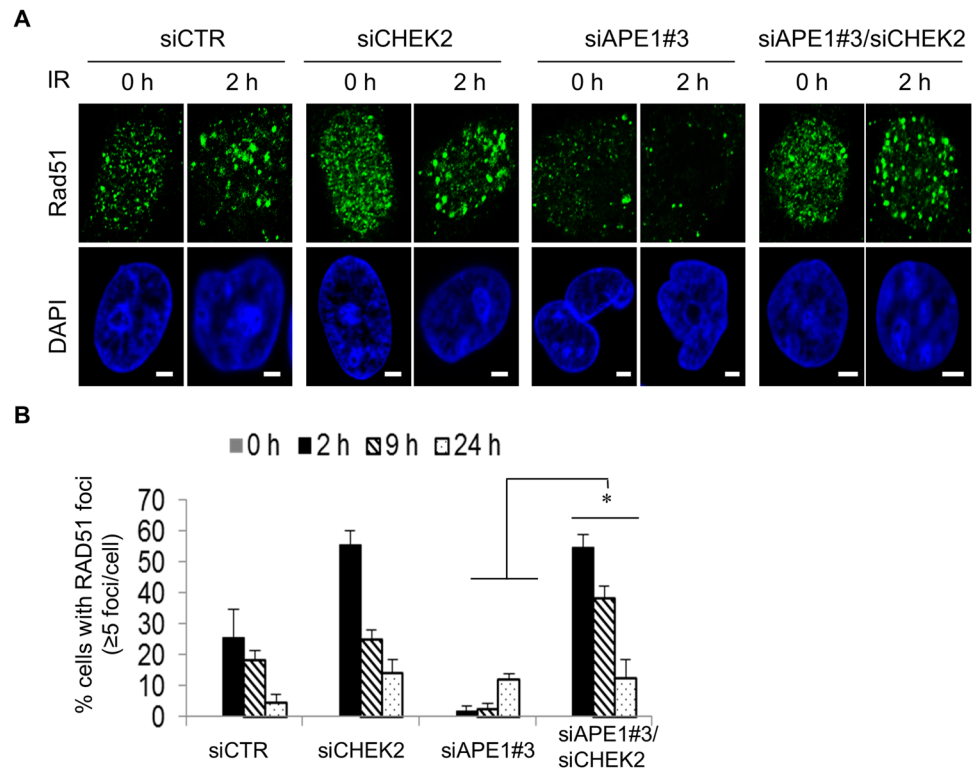 A
siCTR siCHEK2 siAPE1#3 siAPE1#3/siCHEK2
IR 0 h 2 h 0 h 2 h 0 h 2 h 0 h 2 h
Rad51
DAPI
B
0 h 2 h 9 h 24 h
% cells with RAD51 foci
(≥5 foci/cell)
70
60
50
40
30
20
10
0
*
siCTR siCHEK2 siAPE1#3 siAPE1#3/
siCHEK2